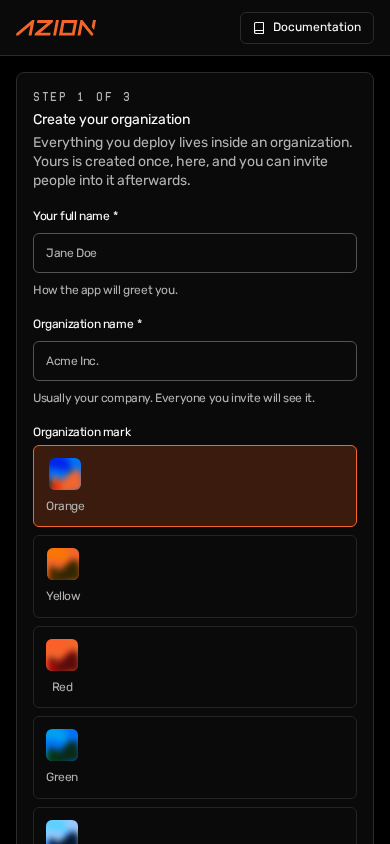 AZION
Documentation
STEP 1 OF 3
Create your organization
Everything you deploy lives inside an organization.
Yours is created once, here, and you can invite
people into it afterwards.
Your full name *
Jane Doe
How the app will greet you.
Organization name *
Acme Inc.
Usually your company. Everyone you invite will see it.
Organization mark
Orange
Yellow
Red
Green